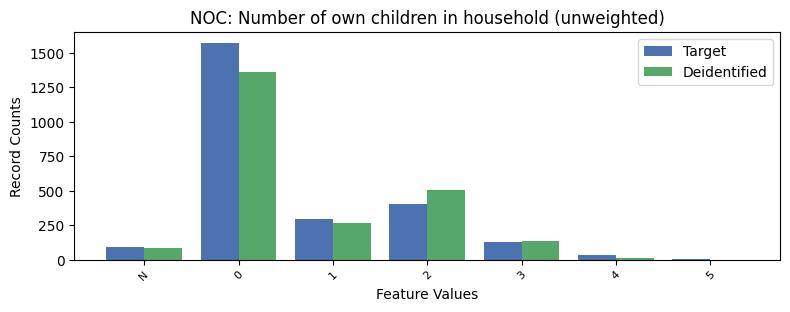 NOC: Number of own children in household (unweighted)
Target
Deidentified
Record Counts
1500
1250
1000
750
500
250
0
N 0 1 2 3 4 5
Feature Values